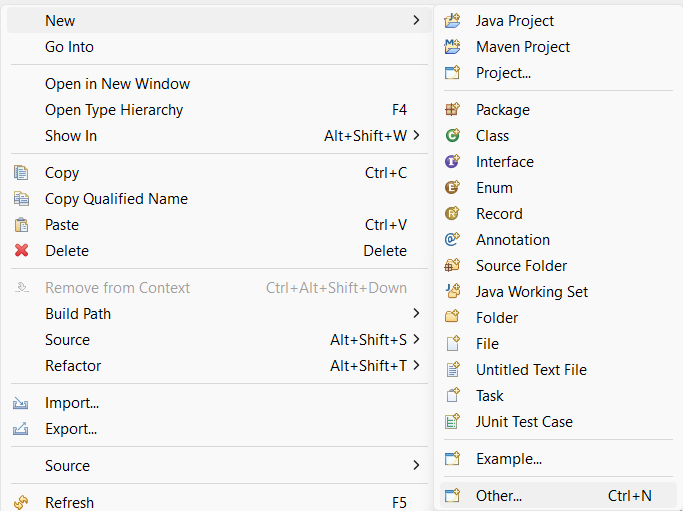 New
Go Into
Open in New Window
Open Type Hierarchy F4
Show In Alt+Shift+W
Copy Ctrl+C
Copy Qualified Name
Paste Ctrl+V
Delete Delete
Remove from Context Ctrl+Alt+Shift+Down
Build Path
Source Alt+Shift+S
Refactor Alt+Shift+T
Import...
Export...
Source
Refresh F5
Java Project
Maven Project
Project...
Package
Class
Interface
Enum
Record
Annotation
Source Folder
Java Working Set
Folder
File
Untitled Text File
Task
JUnit Test Case
Example...
Other... Ctrl+N